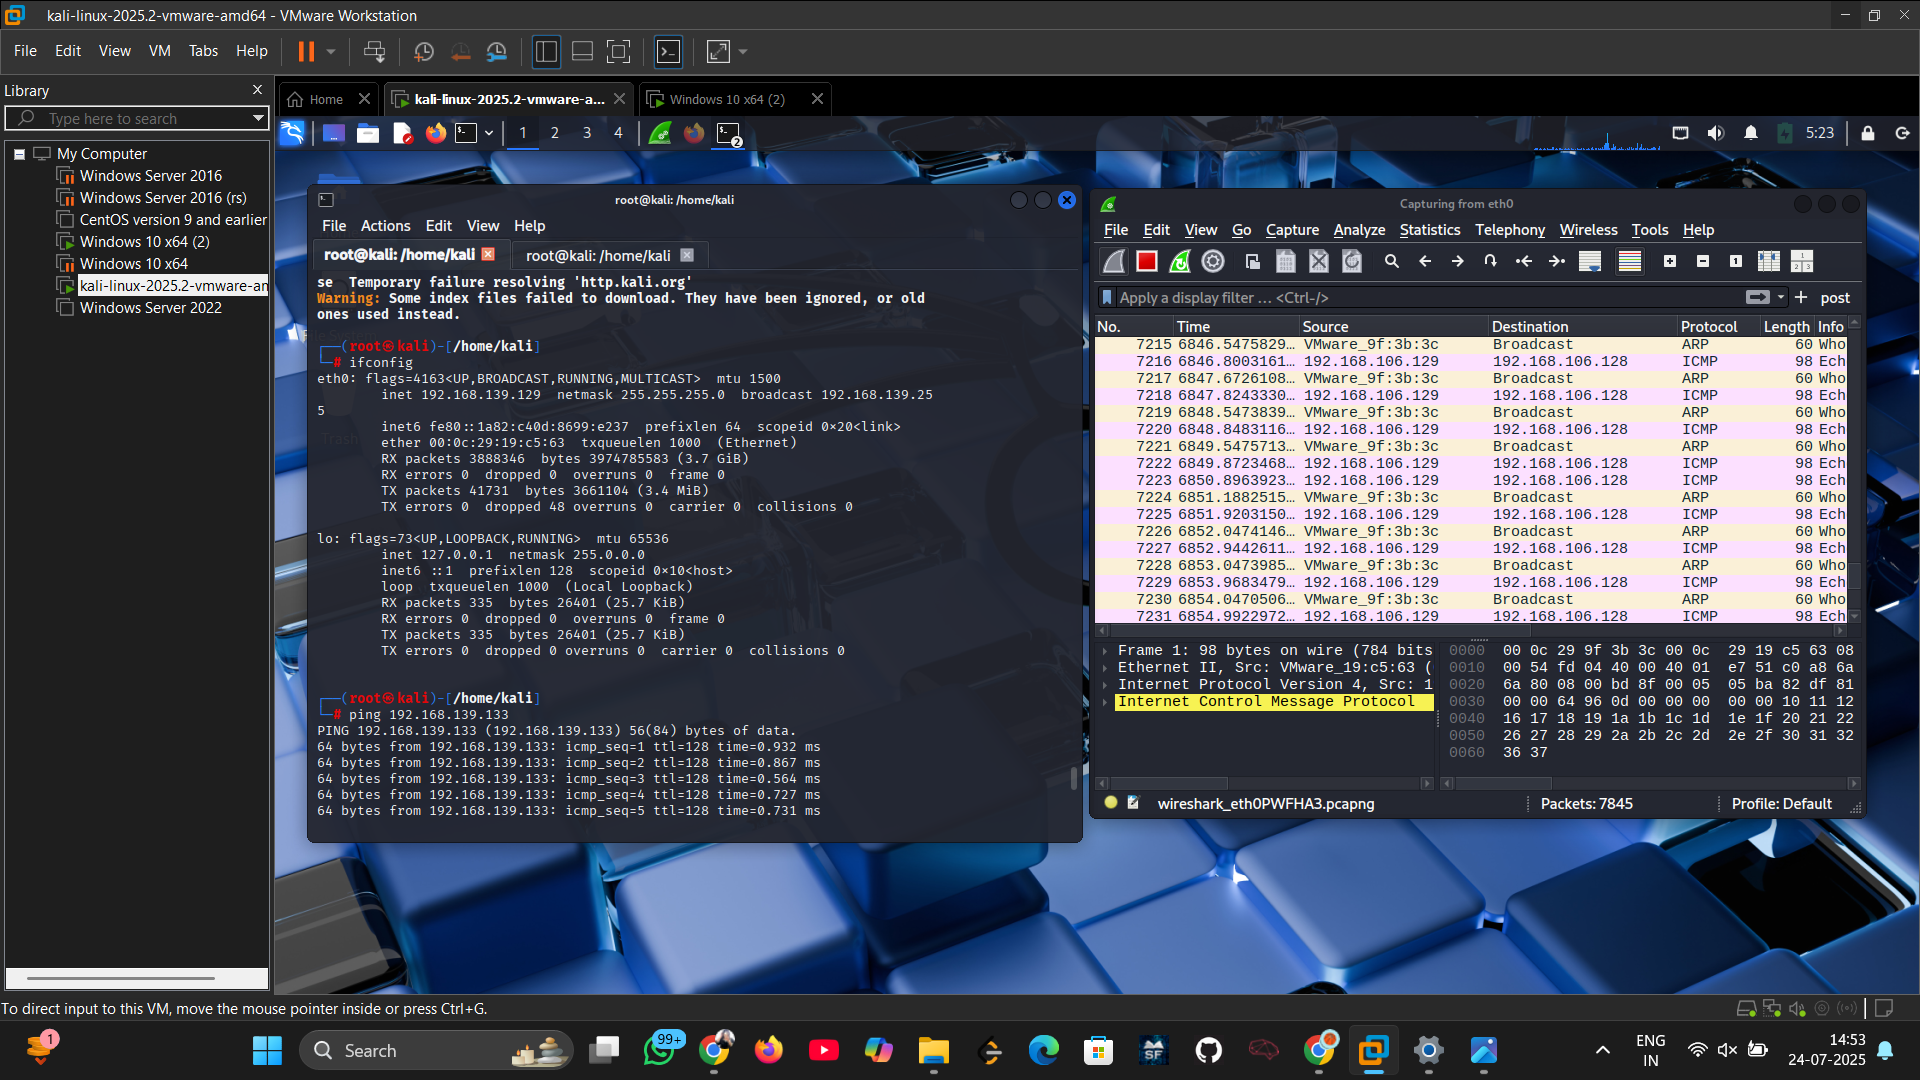 kali-linux-2025.2-vmware-amd64 - VMware Workstation
File Edit View VM Tabs Help
Library
Type here to search
My Computer
Windows Server 2016
Windows Server 2016 (rs)
CentOS version 9 and earlier
Windows 10 x64 (2)
Windows 10 x64
kali-linux-2025.2-vmware-am
Windows Server 2022
Home
kali-linux-2025.2-vmware-a...
Windows 10 x64 (2)
1 2 3 4
2
5:23
root@kali: /home/kali
File Actions Edit View Help
root@kali: /home/kali
root@kali: /home/kali
se  Temporary failure resolving 'http.kali.org'
Warning: Some index files failed to download. They have been ignored, or old
ones used instead.
┌──(root㉿kali)-[/home/kali]
└─# ifconfig
eth0: flags=4163<UP,BROADCAST,RUNNING,MULTICAST>  mtu 1500
inet 192.168.139.129  netmask 255.255.255.0  broadcast 192.168.139.25
5
inet6 fe80::1a82:c40d:8699:e237  prefixlen 64  scopeid 0×20<link>
ether 00:0c:29:19:c5:63  txqueuelen 1000  (Ethernet)
RX packets 3888346  bytes 3974785583 (3.7 GiB)
RX errors 0  dropped 0  overruns 0  frame 0
TX packets 41731  bytes 3661104 (3.4 MiB)
TX errors 0  dropped 48 overruns 0  carrier 0  collisions 0
lo: flags=73<UP,LOOPBACK,RUNNING>  mtu 65536
inet 127.0.0.1  netmask 255.0.0.0
inet6 ::1  prefixlen 128  scopeid 0×10<host>
loop  txqueuelen 1000  (Local Loopback)
RX packets 335  bytes 26401 (25.7 KiB)
RX errors 0  dropped 0  overruns 0  frame 0
TX packets 335  bytes 26401 (25.7 KiB)
TX errors 0  dropped 0 overruns 0  carrier 0  collisions 0
┌──(root㉿kali)-[/home/kali]
└─# ping 192.168.139.133
PING 192.168.139.133 (192.168.139.133) 56(84) bytes of data.
64 bytes from 192.168.139.133: icmp_seq=1 ttl=128 time=0.932 ms
64 bytes from 192.168.139.133: icmp_seq=2 ttl=128 time=0.867 ms
64 bytes from 192.168.139.133: icmp_seq=3 ttl=128 time=0.564 ms
64 bytes from 192.168.139.133: icmp_seq=4 ttl=128 time=0.727 ms
64 bytes from 192.168.139.133: icmp_seq=5 ttl=128 time=0.731 ms
Trash
Capturing from eth0
File Edit View Go Capture Analyze Statistics Telephony Wireless Tools Help
Apply a display filter ... <Ctrl-/>
post
No. Time Source Destination Protocol Length Info
7215 6846.5475829... VMware_9f:3b:3c Broadcast ARP 60 Who
7216 6846.8003161... 192.168.106.129 192.168.106.128 ICMP 98 Ech
7217 6847.6726108... VMware_9f:3b:3c Broadcast ARP 60 Who
7218 6847.8243330... 192.168.106.129 192.168.106.128 ICMP 98 Ech
7219 6848.5473839... VMware_9f:3b:3c Broadcast ARP 60 Who
7220 6848.8483116... 192.168.106.129 192.168.106.128 ICMP 98 Ech
7221 6849.5475713... VMware_9f:3b:3c Broadcast ARP 60 Who
7222 6849.8723468... 192.168.106.129 192.168.106.128 ICMP 98 Ech
7223 6850.8963923... 192.168.106.129 192.168.106.128 ICMP 98 Ech
7224 6851.1882515... VMware_9f:3b:3c Broadcast ARP 60 Who
7225 6851.9203150... 192.168.106.129 192.168.106.128 ICMP 98 Ech
7226 6852.0474146... VMware_9f:3b:3c Broadcast ARP 60 Who
7227 6852.9442611... 192.168.106.129 192.168.106.128 ICMP 98 Ech
7228 6853.0473985... VMware_9f:3b:3c Broadcast ARP 60 Who
7229 6853.9683479... 192.168.106.129 192.168.106.128 ICMP 98 Ech
7230 6854.0470506... VMware_9f:3b:3c Broadcast ARP 60 Who
7231 6854.9922972... 192.168.106.129 192.168.106.128 ICMP 98 Ech
Frame 1: 98 bytes on wire (784 bits
Ethernet II, Src: VMware_19:c5:63 (
Internet Protocol Version 4, Src: 1
Internet Control Message Protocol
0000 00 0c 29 9f 3b 3c 00 0c 29 19 c5 63 08
0010 00 54 fd 04 40 00 40 01 e7 51 c0 a8 6a
0020 6a 80 08 00 bd 8f 00 05 05 ba 82 df 81
0030 00 00 64 96 0d 00 00 00 00 00 10 11 12
0040 16 17 18 19 1a 1b 1c 1d 1e 1f 20 21 22
0050 26 27 28 29 2a 2b 2c 2d 2e 2f 30 31 32
0060 36 37
wireshark_eth0PWFHA3.pcapng
Packets: 7845
Profile: Default
To direct input to this VM, move the mouse pointer inside or press Ctrl+G.
1
Search
99+
SF
ENG
IN
14:53
24-07-2025